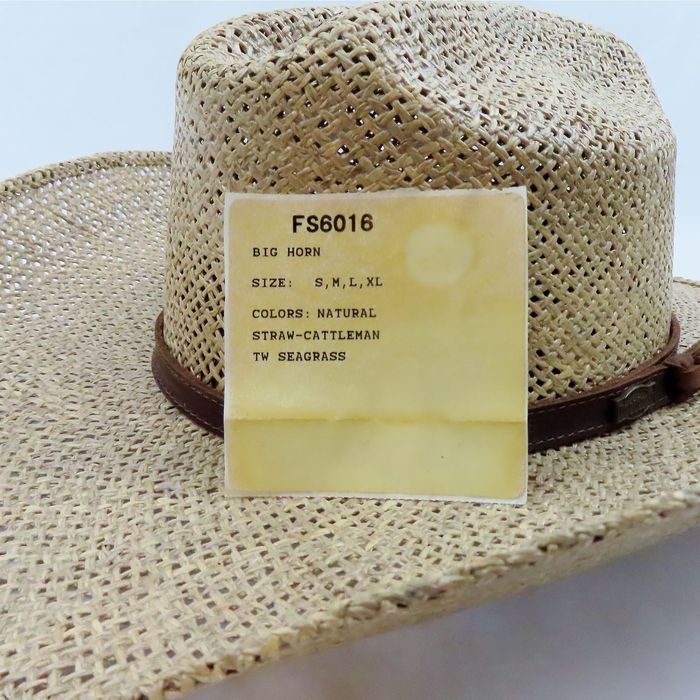 FS6016
BIG HORN
SIZE: S,M,L,XL
COLORS: NATURAL
STRAW-CATTLEMAN
TW SEAGRASS